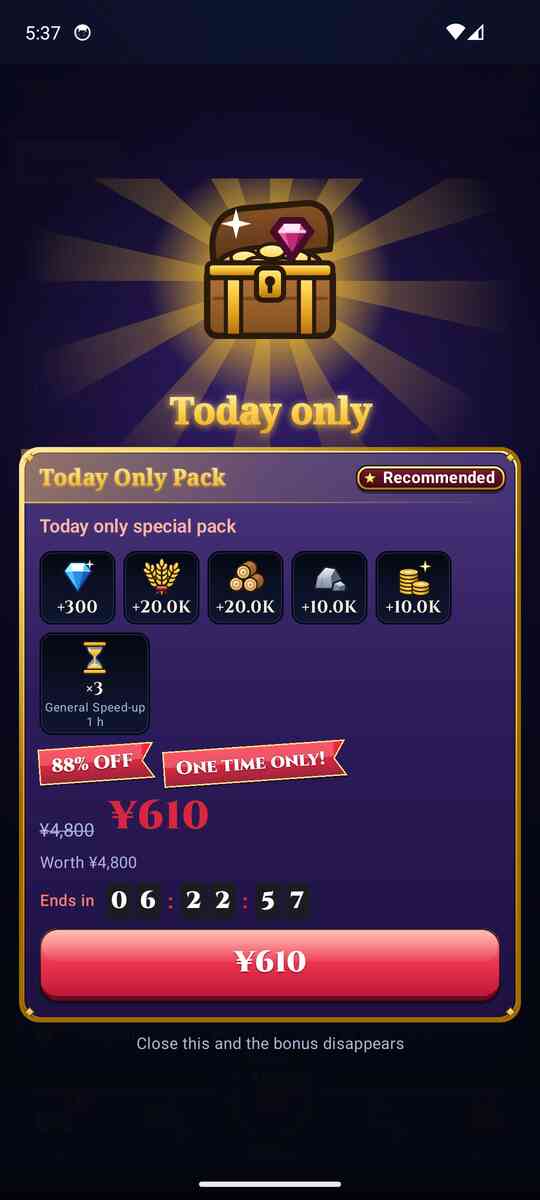 5:37
Today only
Today Only Pack
Recommended
Today only special pack
+300
+20.0K
+20.0K
+10.0K
+10.0K
×3
General Speed-up
1 h
88% OFF
ONE TIME ONLY!
¥4,800 ¥610
Worth ¥4,800
Ends in 06:22:57
¥610
Close this and the bonus disappears